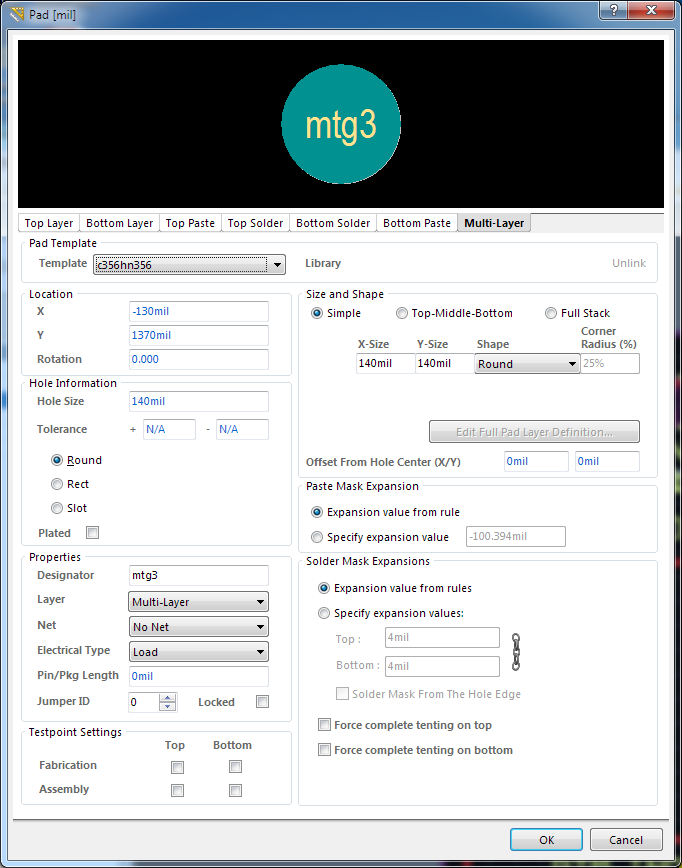 Pad [mil]
mtg3
Top Layer Bottom Layer Top Paste Top Solder Bottom Solder Bottom Paste Multi-Layer
Pad Template
Template c356hn356 Library Unlink
Location
X -130mil
Y 1370mil
Rotation 0.000
Hole Information
Hole Size 140mil
Tolerance + N/A - N/A
Round
Rect
Slot
Plated
Properties
Designator mtg3
Layer Multi-Layer
Net No Net
Electrical Type Load
Pin/Pkg Length 0mil
Jumper ID 0 Locked
Testpoint Settings
Top Bottom
Fabrication
Assembly
Size and Shape
Simple Top-Middle-Bottom Full Stack
X-Size Y-Size Shape Corner Radius (%)
140mil 140mil Round 25%
Edit Full Pad Layer Definition...
Offset From Hole Center (X/Y) 0mil 0mil
Paste Mask Expansion
Expansion value from rule
Specify expansion value -100.394mil
Solder Mask Expansions
Expansion value from rules
Specify expansion values:
Top : 4mil
Bottom : 4mil
Solder Mask From The Hole Edge
Force complete tenting on top
Force complete tenting on bottom
OK Cancel